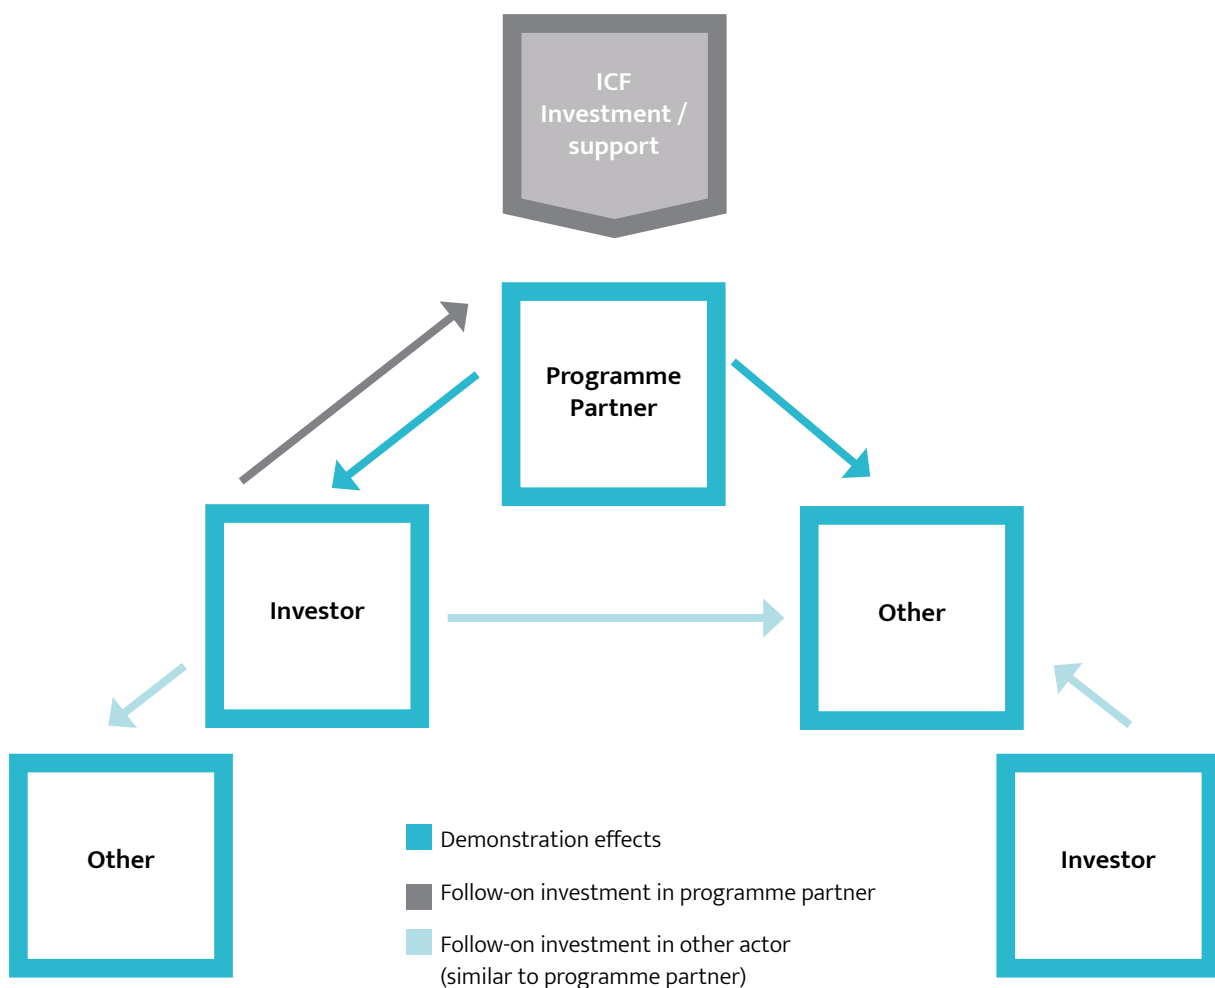 ICF
Investment /
support
Programme
Partner
Investor
Other
Other
Investor
Demonstration effects
Follow-on investment in programme partner
Follow-on investment in other actor
(similar to programme partner)